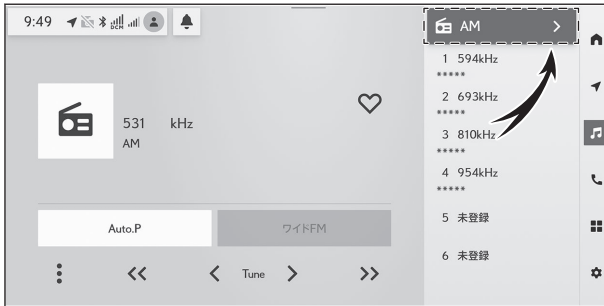 9:49 DCM
AM
1 594kHz
*****
2 693kHz
*****
3 810kHz
*****
4 954kHz
*****
5 未登録
6 未登録
531 kHz
AM
Auto.P ワイドFM
Tune